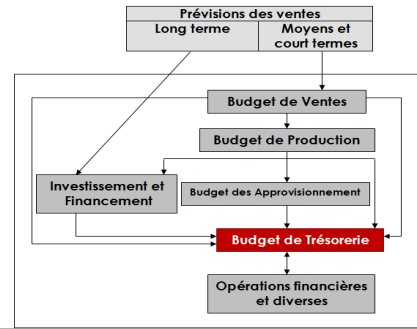 Prévisions des ventes
Long terme
Moyens et
court termes
Budget de Ventes
Budget de Production
Investissement et
Financement
Budget des Approvisionnement
Budget de Trésorerie
Opérations financières
et diverses